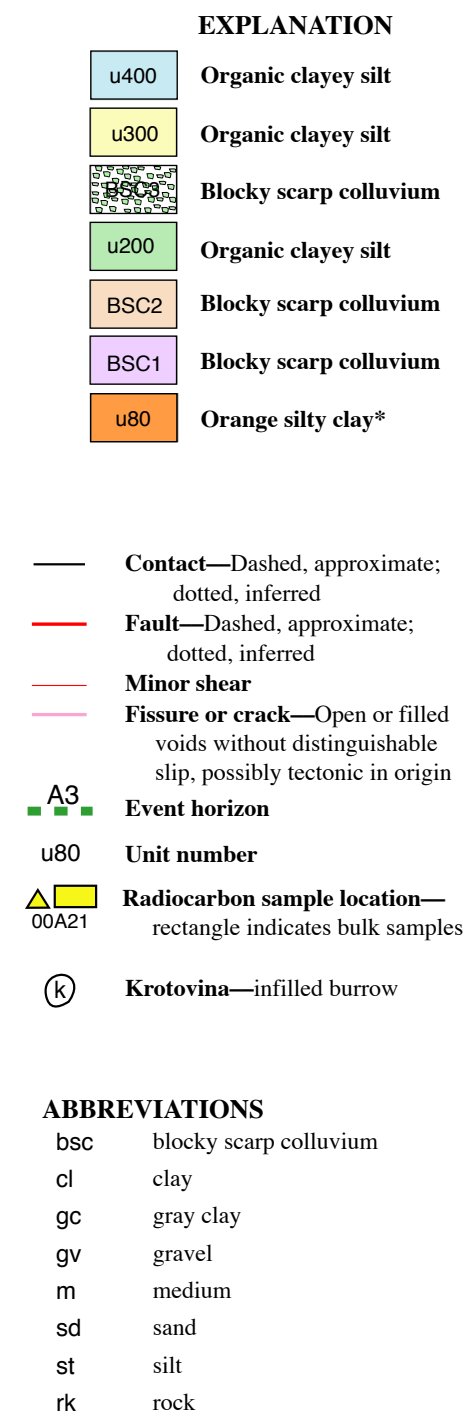 EXPLANATION
u400 Organic clayey silt
u300 Organic clayey silt
BSC3 Blocky scarp colluvium
u200 Organic clayey silt
BSC2 Blocky scarp colluvium
BSC1 Blocky scarp colluvium
u80 Orange silty clay*
Contact—Dashed, approximate;
dotted, inferred
Fault—Dashed, approximate;
dotted, inferred
Minor shear
Fissure or crack—Open or filled
voids without distinguishable
slip, possibly tectonic in origin
A3 Event horizon
u80 Unit number
Radiocarbon sample location—
00A21 rectangle indicates bulk samples
k Krotovina—infilled burrow
ABBREVIATIONS
bsc blocky scarp colluvium
cl clay
gc gray clay
gv gravel
m medium
sd sand
st silt
rk rock